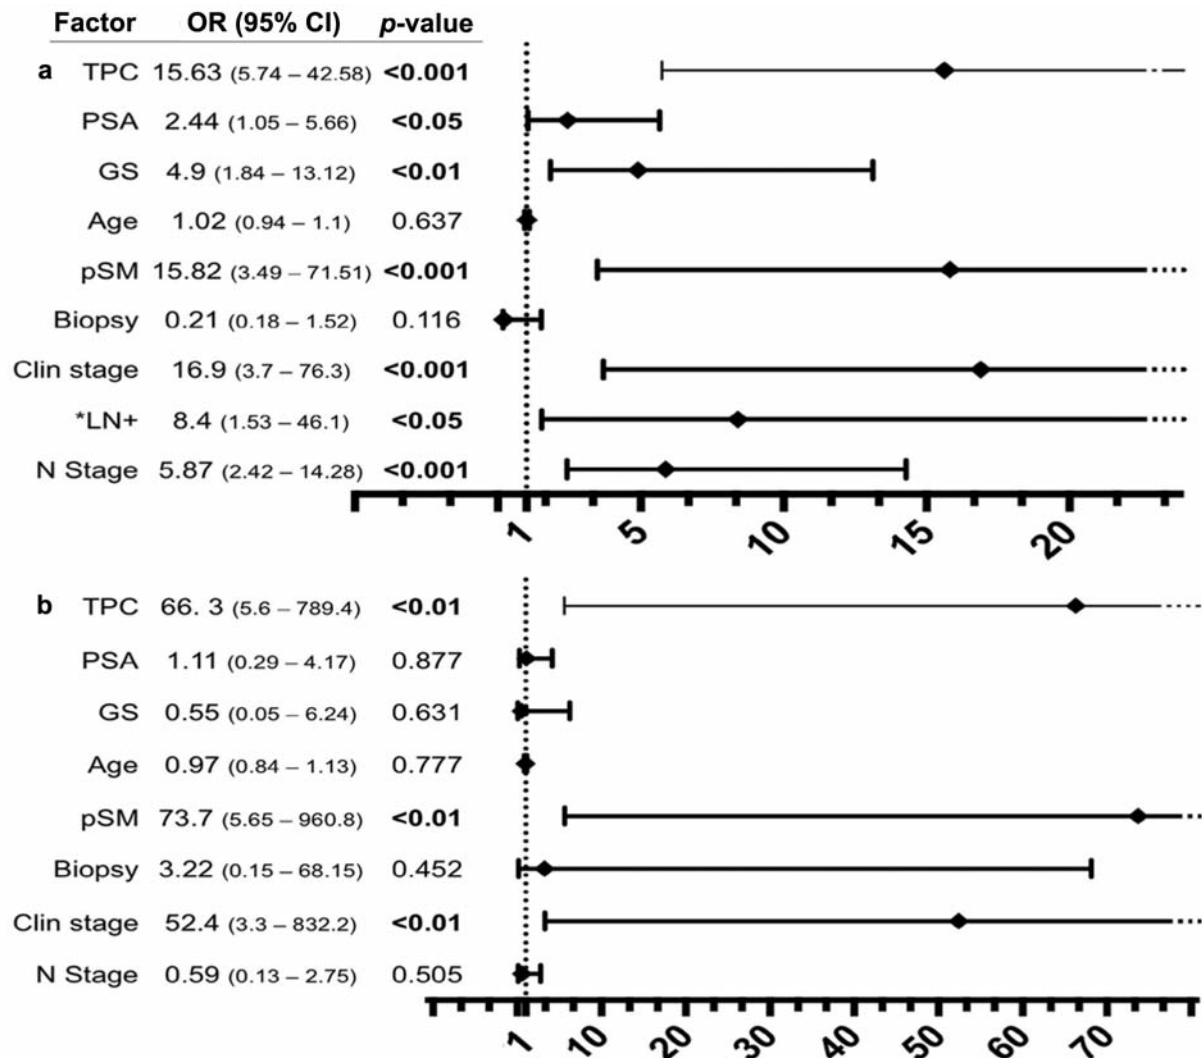 Factor OR (95% CI) p-value
a TPC 15.63 (5.74 – 42.58) <0.001
PSA 2.44 (1.05 – 5.66) <0.05
GS 4.9 (1.84 – 13.12) <0.01
Age 1.02 (0.94 – 1.1) 0.637
pSM 15.82 (3.49 – 71.51) <0.001
Biopsy 0.21 (0.18 – 1.52) 0.116
Clin stage 16.9 (3.7 – 76.3) <0.001
*LN+ 8.4 (1.53 – 46.1) <0.05
N Stage 5.87 (2.42 – 14.28) <0.001
1 5 10 15 20
b TPC 66. 3 (5.6 – 789.4) <0.01
PSA 1.11 (0.29 – 4.17) 0.877
GS 0.55 (0.05 – 6.24) 0.631
Age 0.97 (0.84 – 1.13) 0.777
pSM 73.7 (5.65 – 960.8) <0.01
Biopsy 3.22 (0.15 – 68.15) 0.452
Clin stage 52.4 (3.3 – 832.2) <0.01
N Stage 0.59 (0.13 – 2.75) 0.505
1 10 20 30 40 50 60 70